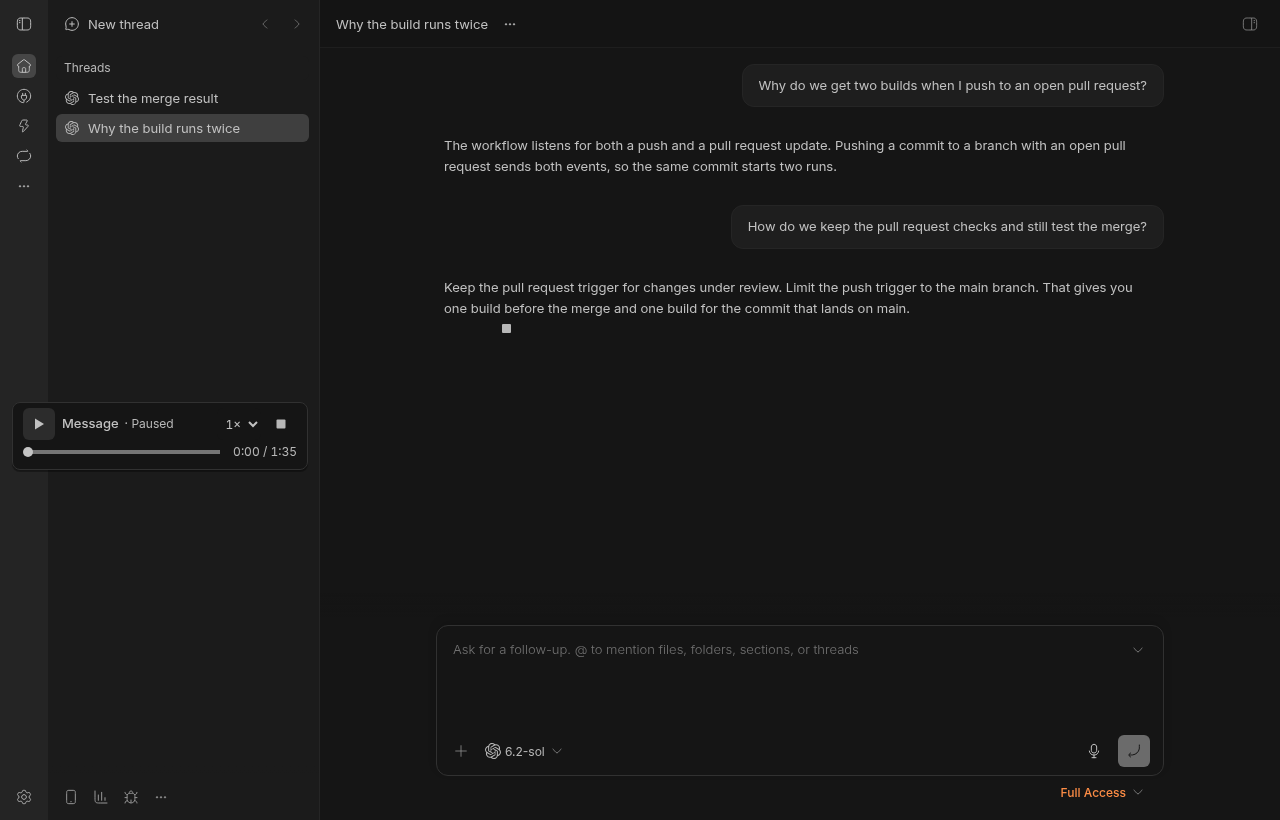 New thread
Threads
Test the merge result
Why the build runs twice
Message · Paused
1×
0:00 / 1:35
Why the build runs twice
Why do we get two builds when I push to an open pull request?
The workflow listens for both a push and a pull request update. Pushing a commit to a branch with an open pull
request sends both events, so the same commit starts two runs.
How do we keep the pull request checks and still test the merge?
Keep the pull request trigger for changes under review. Limit the push trigger to the main branch. That gives you
one build before the merge and one build for the commit that lands on main.
Ask for a follow-up. @ to mention files, folders, sections, or threads
6.2-sol
Full Access